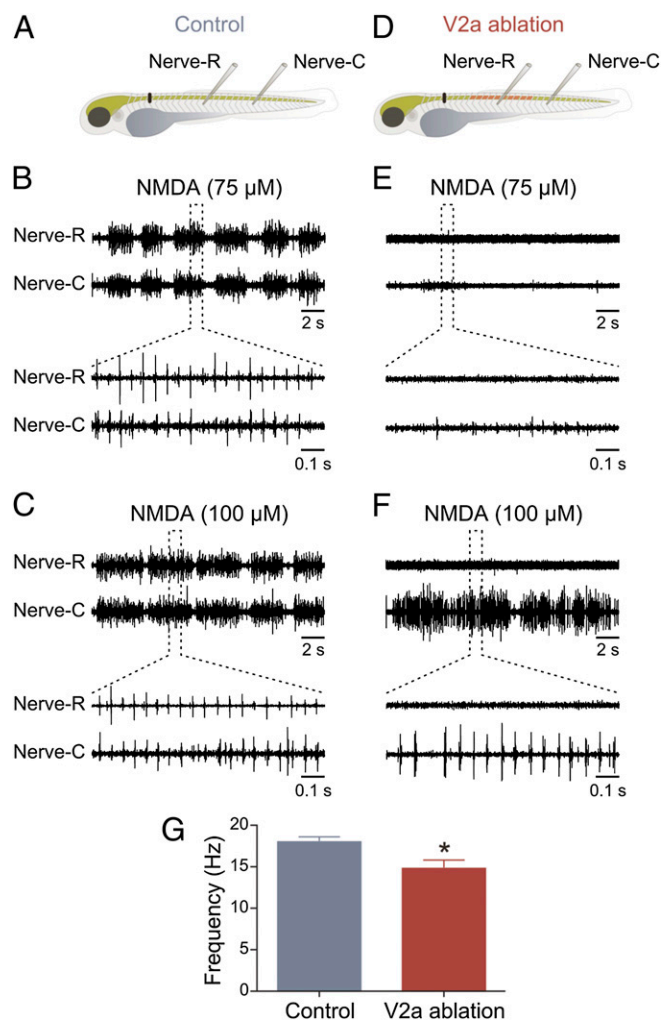 A
Control
Nerve-R
Nerve-C
D
V2a ablation
Nerve-R
Nerve-C
B
NMDA (75 µM)
Nerve-R
Nerve-C
2 s
Nerve-R
Nerve-C
0.1 s
E
NMDA (75 µM)
2 s
0.1 s
C
NMDA (100 µM)
Nerve-R
Nerve-C
2 s
Nerve-R
Nerve-C
0.1 s
F
NMDA (100 µM)
2 s
0.1 s
G
Frequency (Hz)
20
15
10
5
0
*
Control
V2a ablation